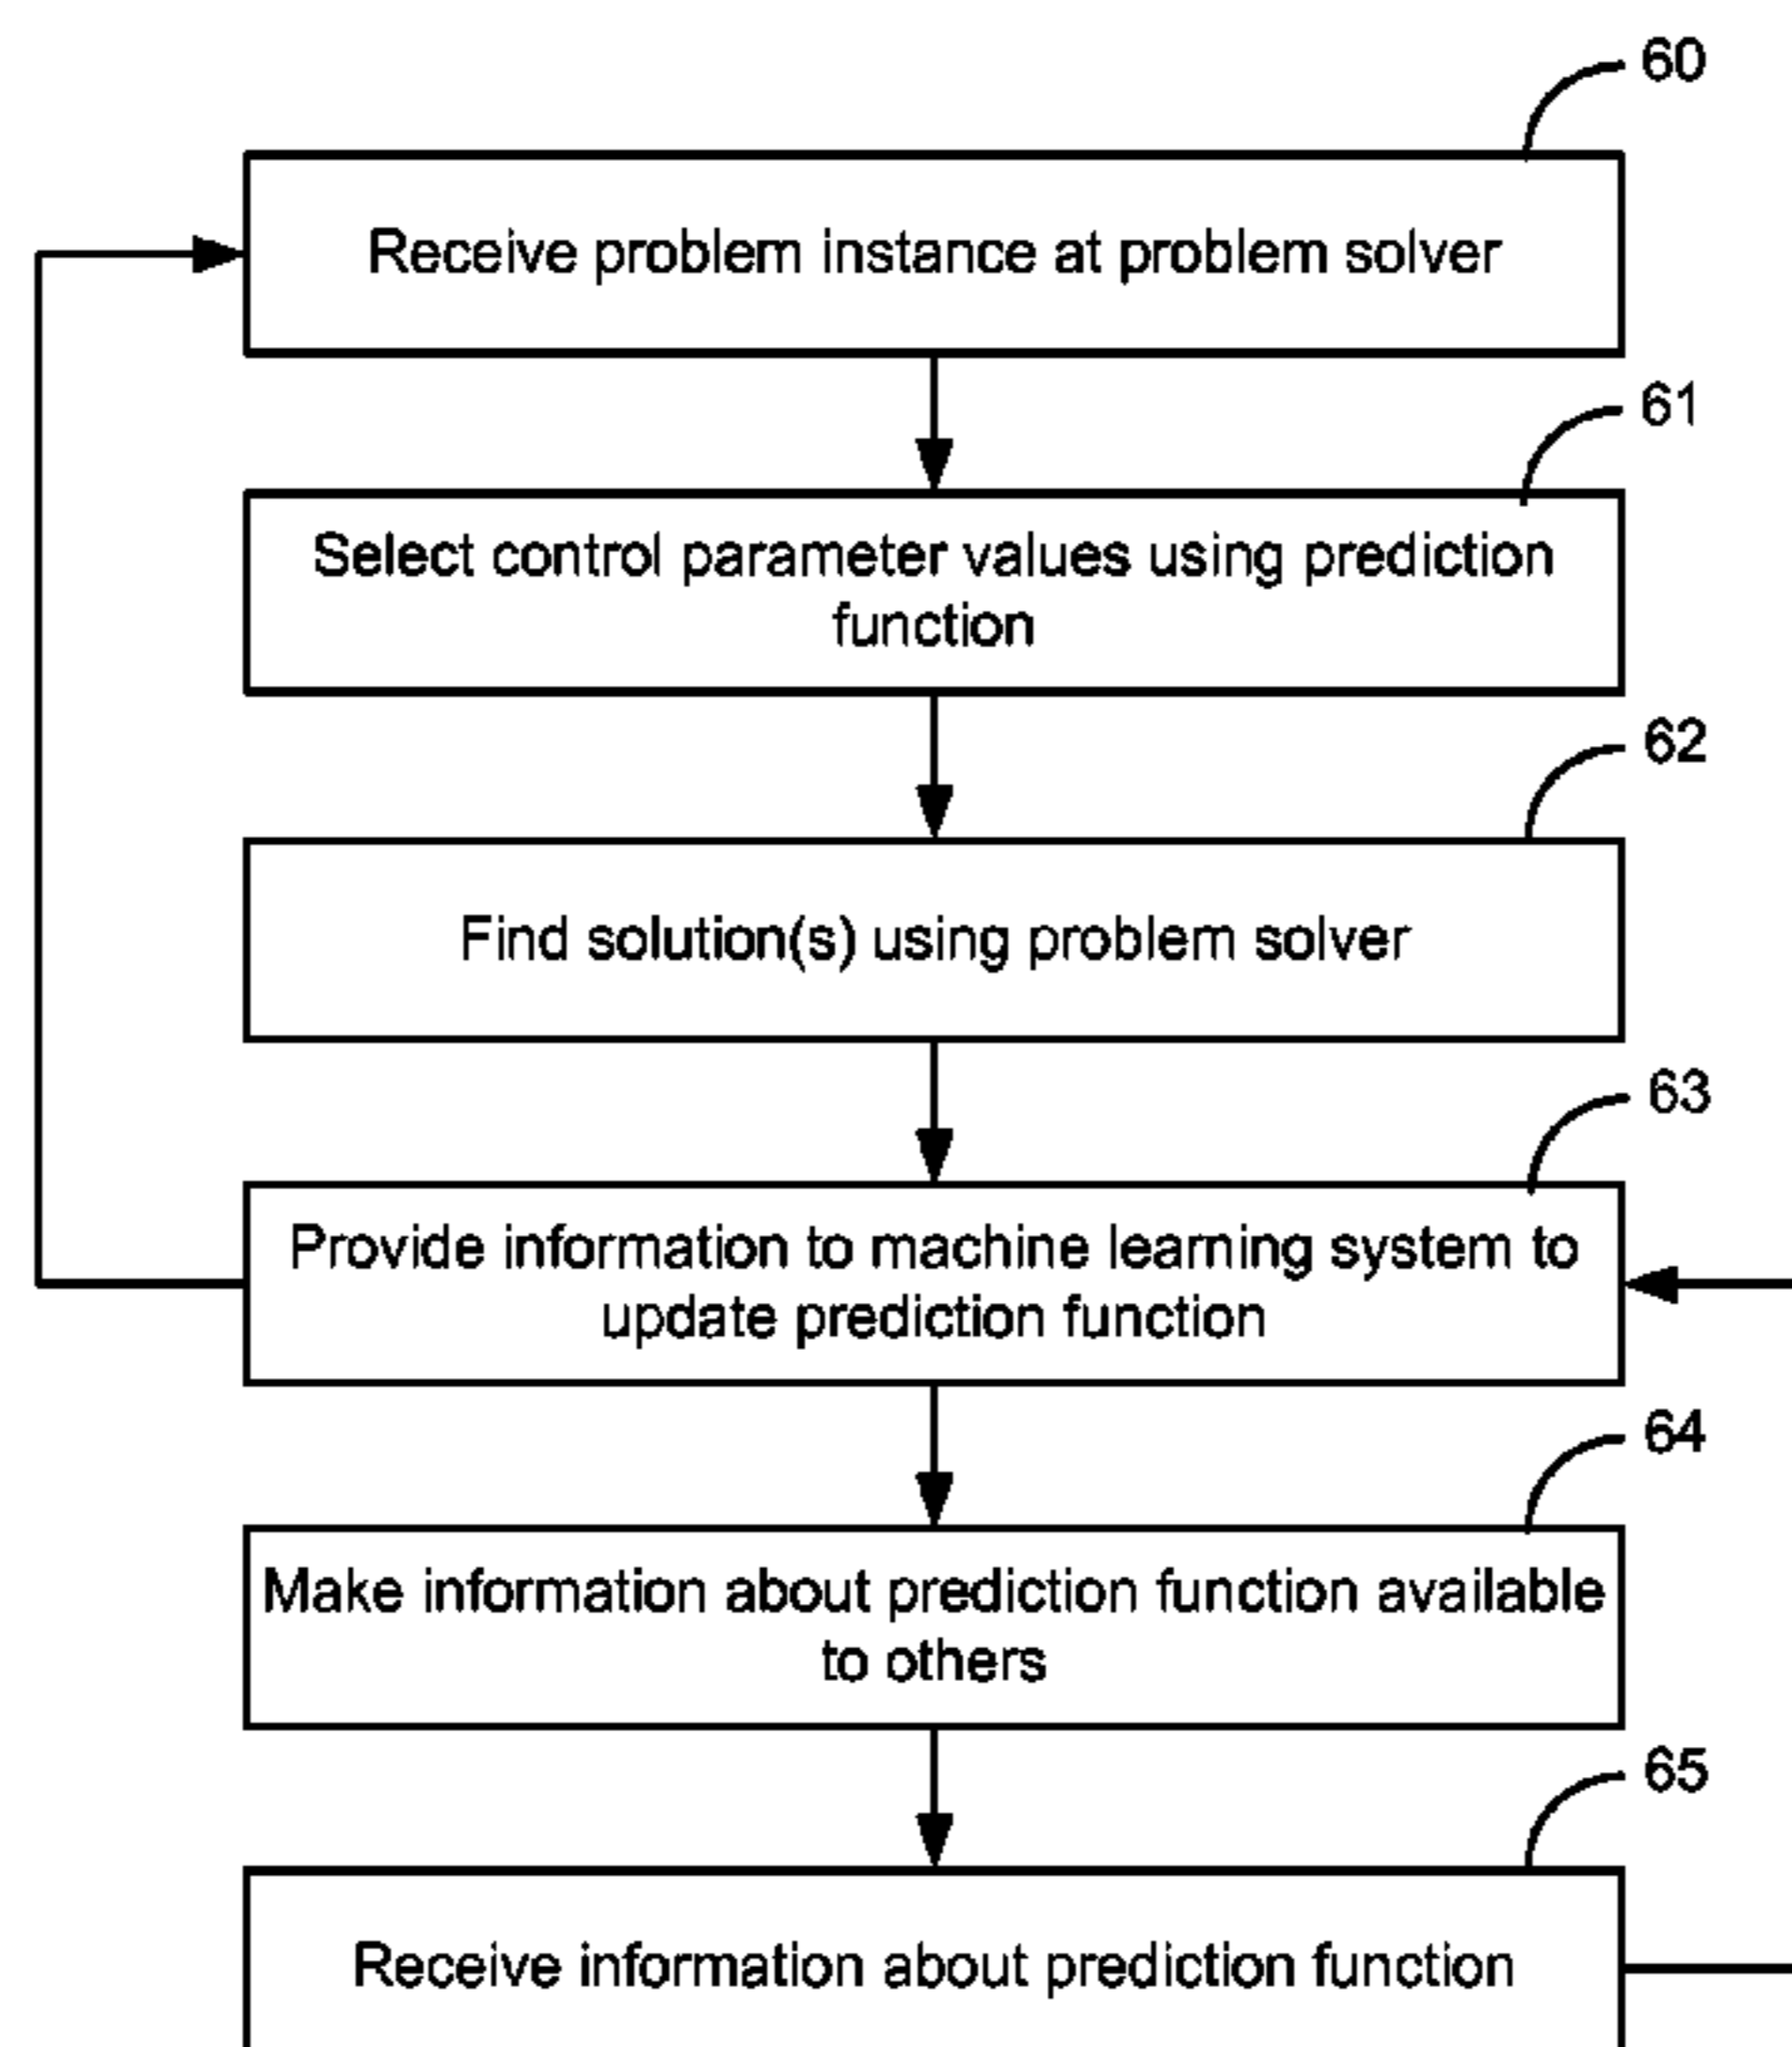 60
Receive problem instance at problem solver
61
Select control parameter values using prediction
function
62
Find solution(s) using problem solver
63
Provide information to machine learning system to
update prediction function
64
Make information about prediction function available
to others
65
Receive information about prediction function